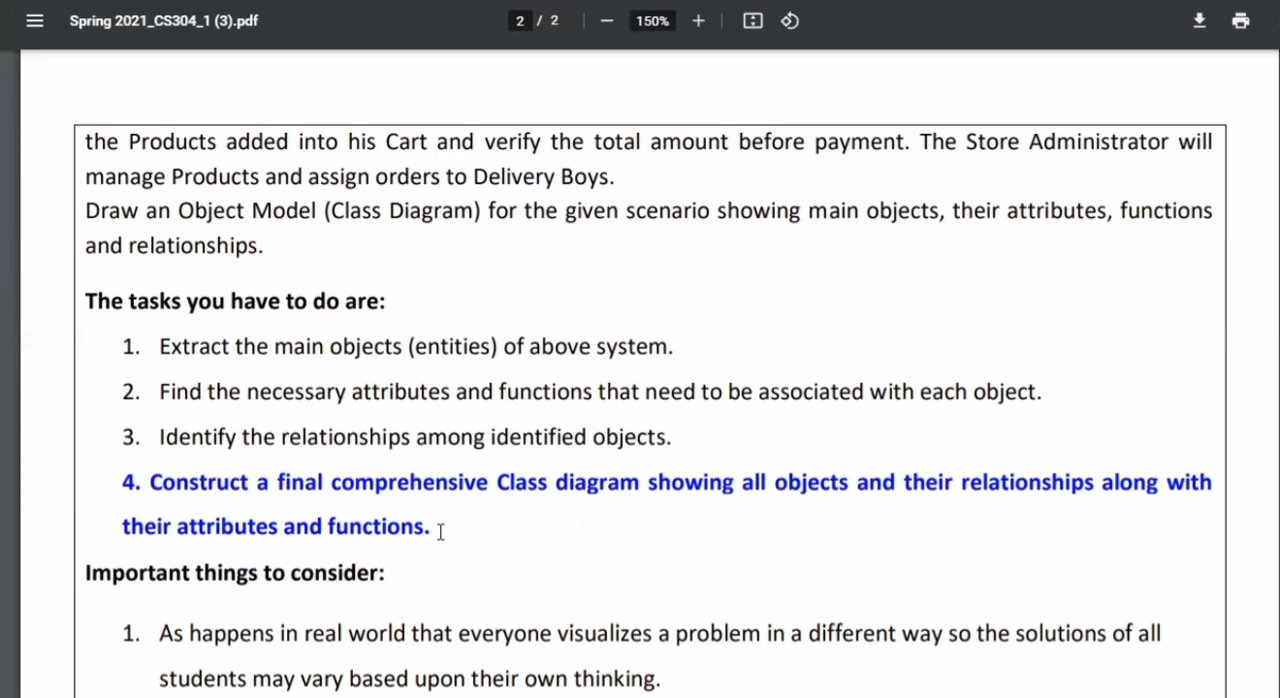 Spring 2021_CS304_1 (3).pdf
2 / 2
150%
the Products added into his Cart and verify the total amount before payment. The Store Administrator will
manage Products and assign orders to Delivery Boys.
Draw an Object Model (Class Diagram) for the given scenario showing main objects, their attributes, functions
and relationships.
The tasks you have to do are:
1. Extract the main objects (entities) of above system.
2. Find the necessary attributes and functions that need to be associated with each object.
3. Identify the relationships among identified objects.
4. Construct a final comprehensive Class diagram showing all objects and their relationships along with
their attributes and functions.
Important things to consider:
1. As happens in real world that everyone visualizes a problem in a different way so the solutions of all
students may vary based upon their own thinking.